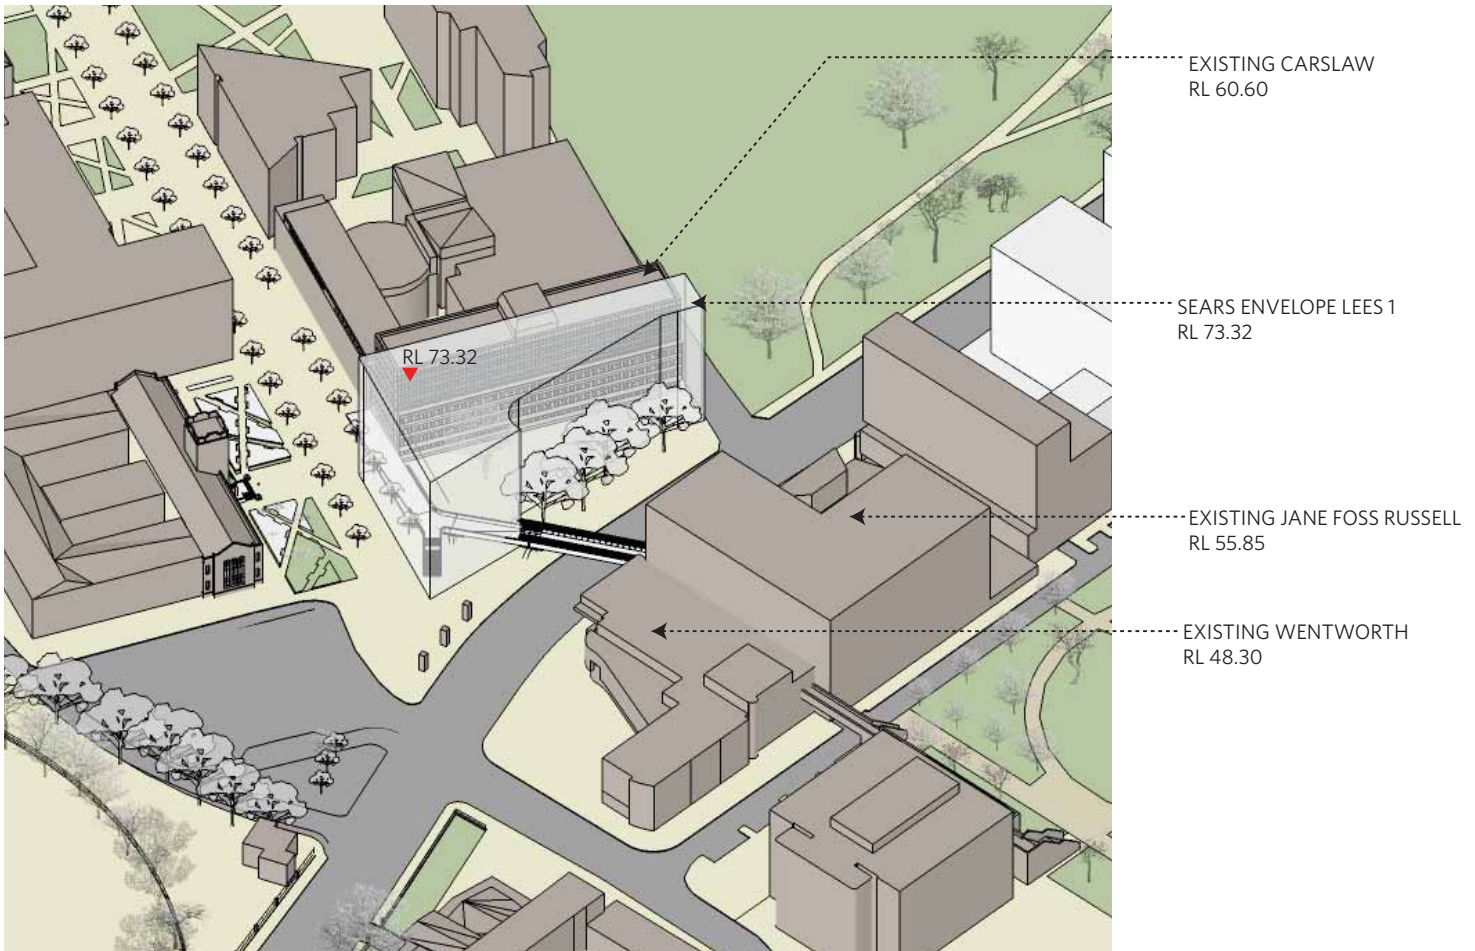 EXISTING CARSLAW
RL 60.60
SEARS ENVELOPE LEES 1
RL 73.32
RL 73.32
EXISTING JANE FOSS RUSSELL
RL 55.85
EXISTING WENTWORTH
RL 48.30